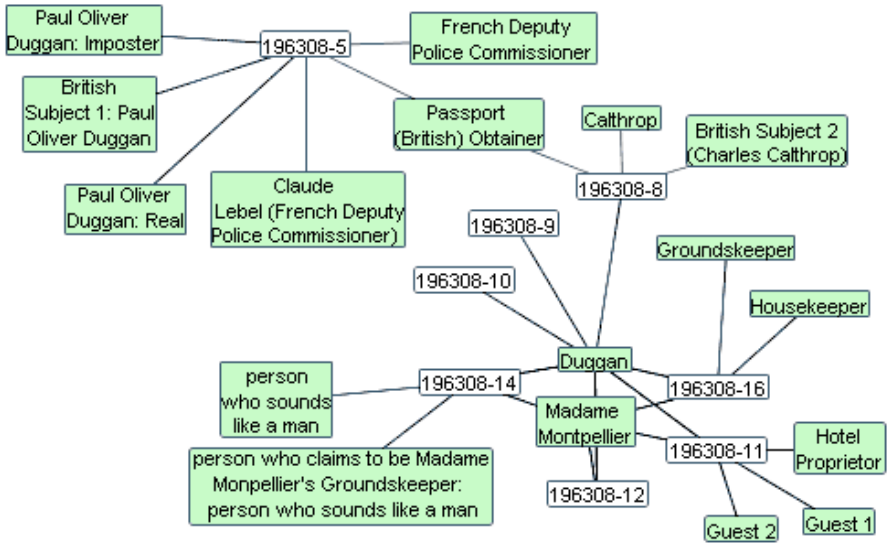 Paul Oliver
Duggan: Imposter
196308-5
French Deputy
Police Commissioner
British
Subject 1: Paul
Oliver Duggan
Passport
(British) Obtainer
Calthrop
British Subject 2
(Charles Calthrop)
Paul Oliver
Duggan: Real
Claude
Lebel (French Deputy
Police Commissioner)
196308-8
196308-9
Groundskeeper
196308-10
Housekeeper
Duggan
person
who sounds
like a man
196308-14
196308-16
Madame
Montpellier
196308-11
Hotel
Proprietor
person who claims to be Madame
Monpellier's Groundskeeper:
person who sounds like a man
196308-12
Guest 2
Guest 1